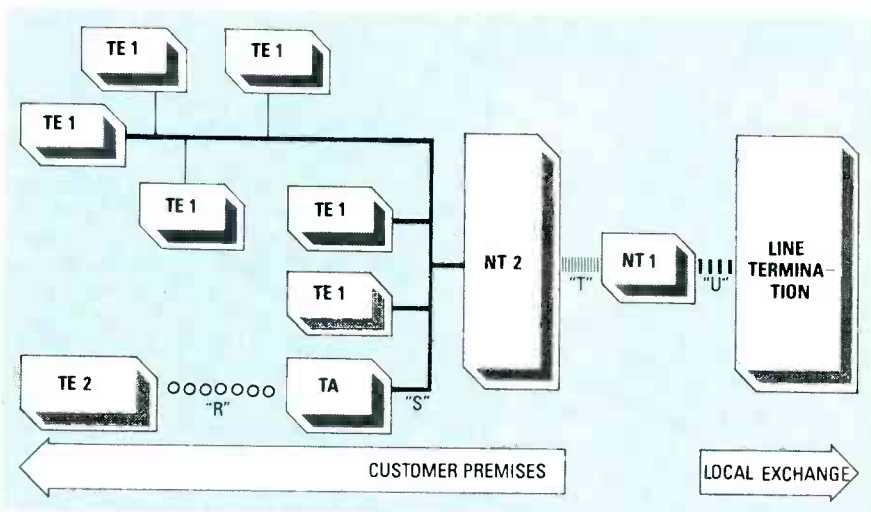 TE 1
TE 1
TE 1
TE 1
TE 1
TE 1
TE 2
"R"
TA
"S"
NT 2
"T"
NT 1
"U"
LINE
TERMINA-
TION
CUSTOMER PREMISES
LOCAL EXCHANGE